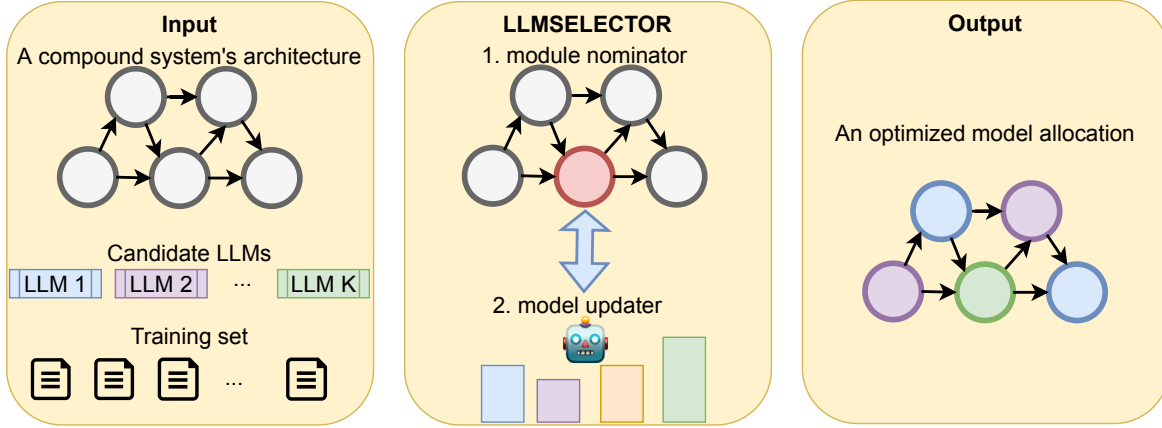 Input
A compound system's architecture
Candidate LLMs
LLM 1
LLM 2
...
LLM K
Training set
...
LLMSELECTOR
1. module nominator
2. model updater
Output
An optimized model allocation